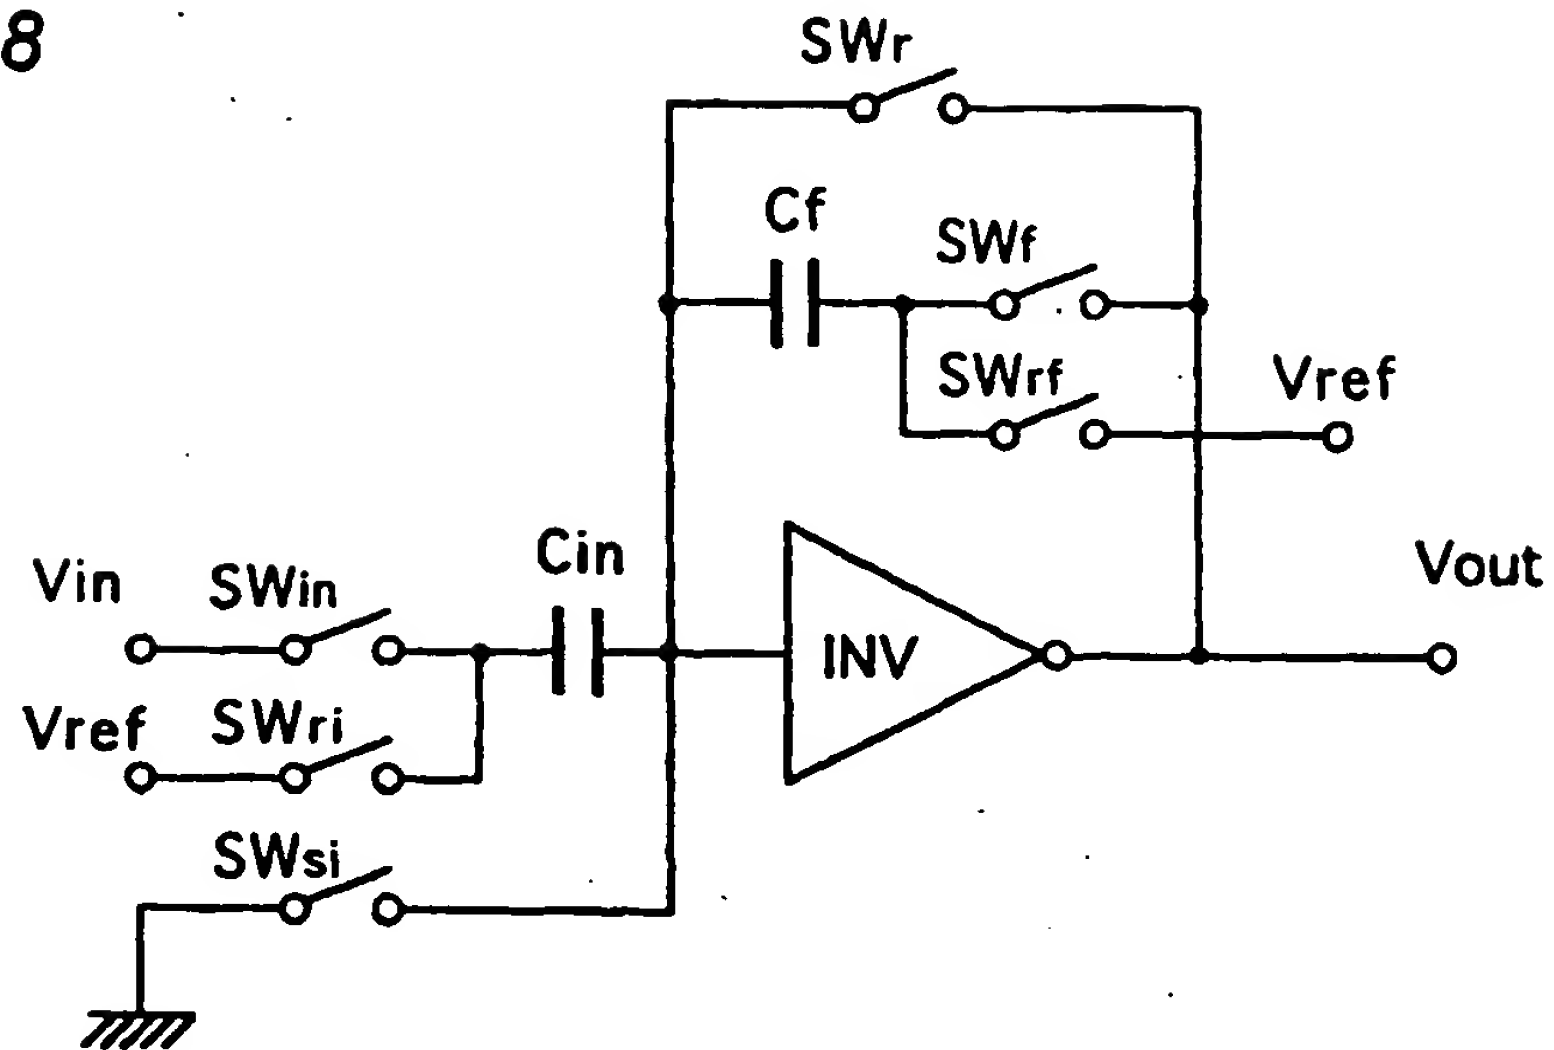 8
SWr
Cf
SWf
SWrf
Vref
Cin
Vin
SWin
Vout
INV
Vref
SWri
SWsi